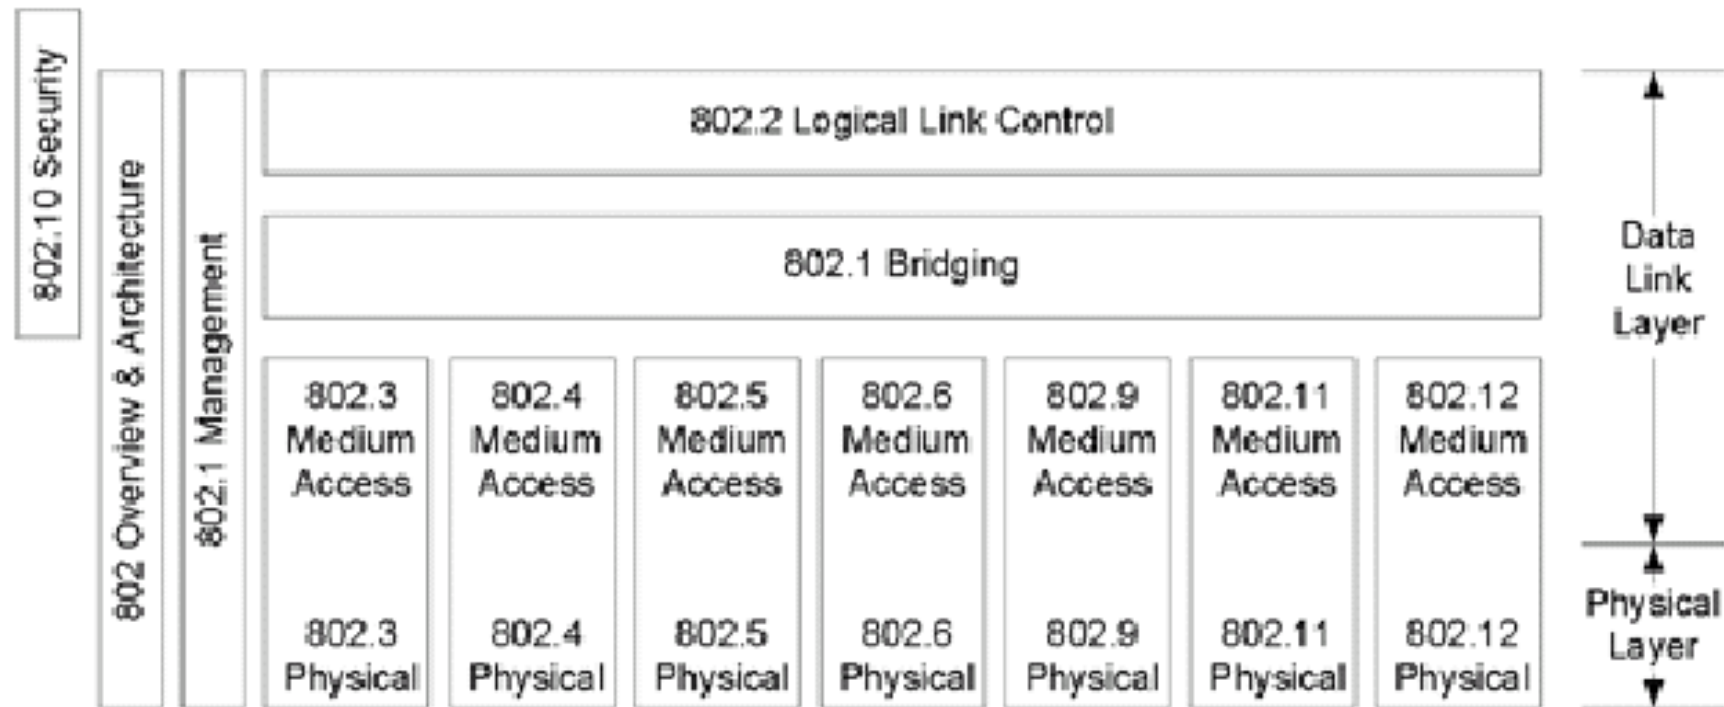 802.10 Security
802 Overview & Architecture
802.1 Management
802.2 Logical Link Control
802.1 Bridging
802.3
Medium
Access
802.3
Physical
802.4
Medium
Access
802.4
Physical
802.5
Medium
Access
802.5
Physical
802.6
Medium
Access
802.6
Physical
802.9
Medium
Access
802.9
Physical
802.11
Medium
Access
802.11
Physical
802.12
Medium
Access
802.12
Physical
Data
Link
Layer
Physical
Layer